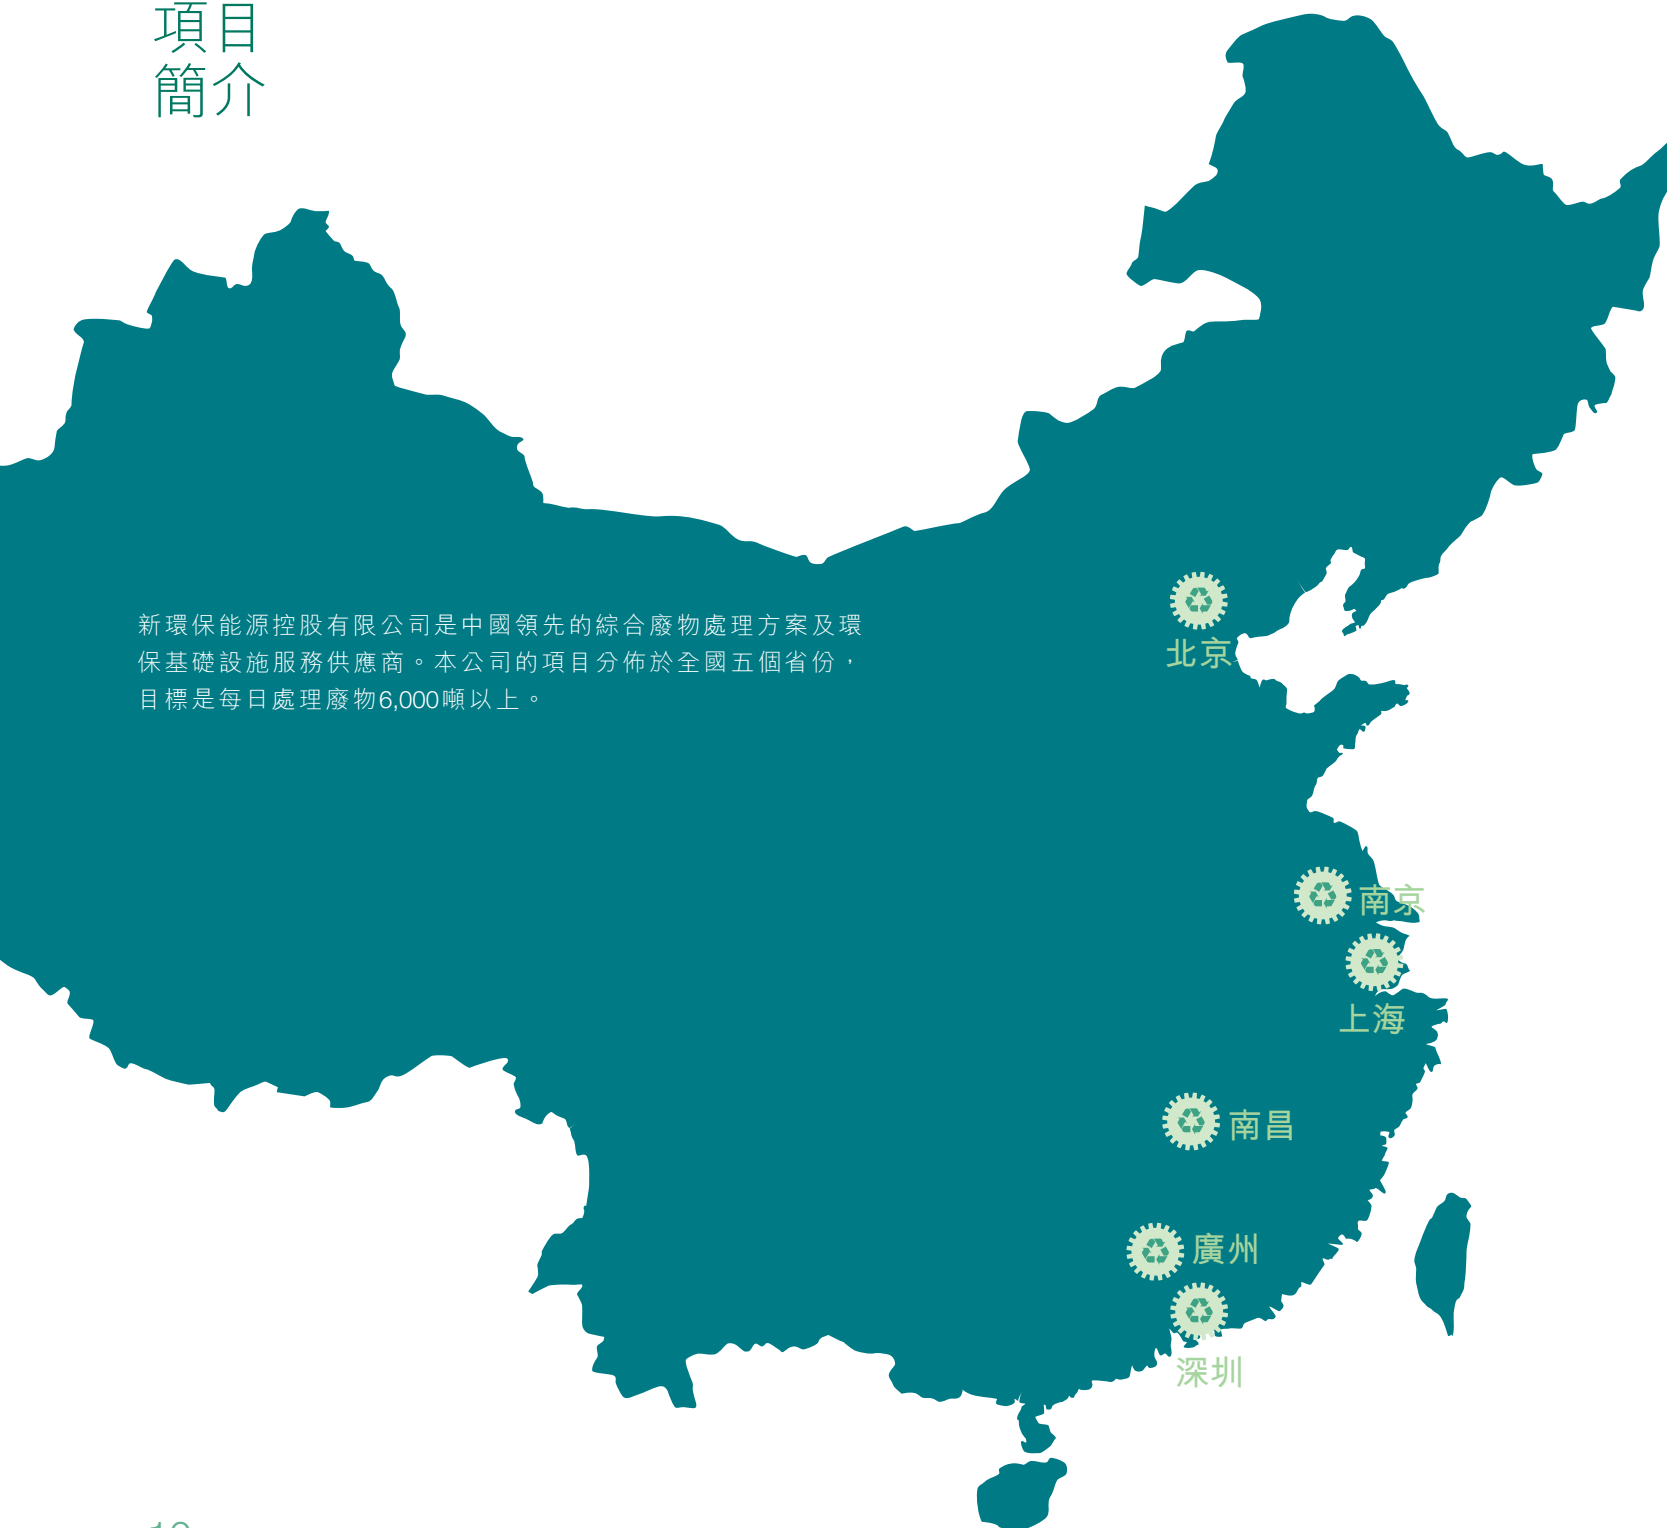 項目
簡介
新環保能源控股有限公司是中國領先的綜合廢物處理方案及環
保基礎設施服務供應商。本公司的項目分佈於全國五個省份，
目標是每日處理廢物6,000噸以上。
北京
南京
上海
南昌
廣州
深圳